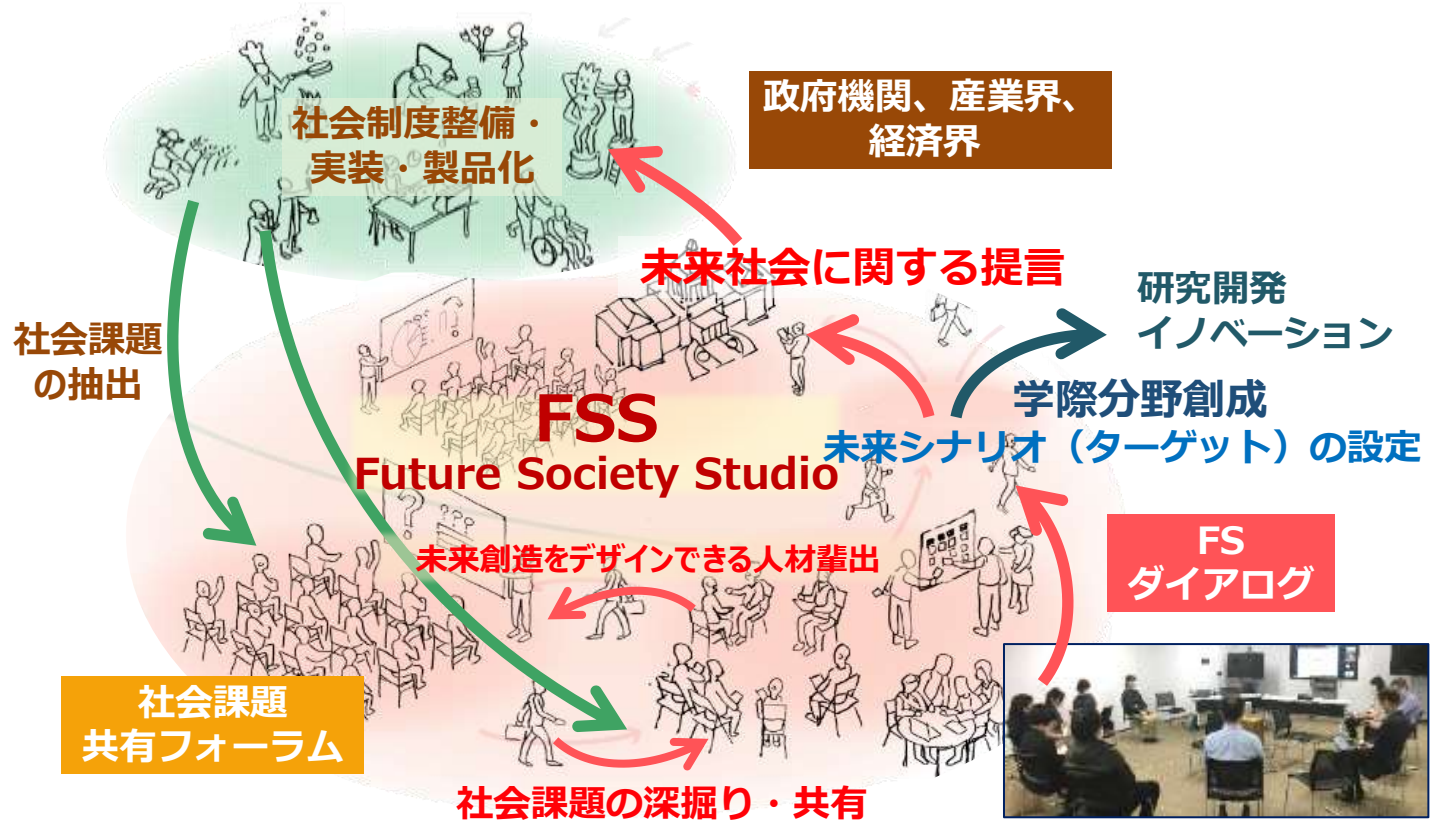 社会制度整備・
実装・製品化
政府機関、産業界、
経済界
未来社会に関する提言
研究開発
イノベーション
社会課題
の抽出
学際分野創成
未来シナリオ（ターゲット）の設定
FSS
Future Society Studio
FS
ダイアログ
未来創造をデザインできる人材輩出
社会課題
共有フォーラム
社会課題の深掘り・共有